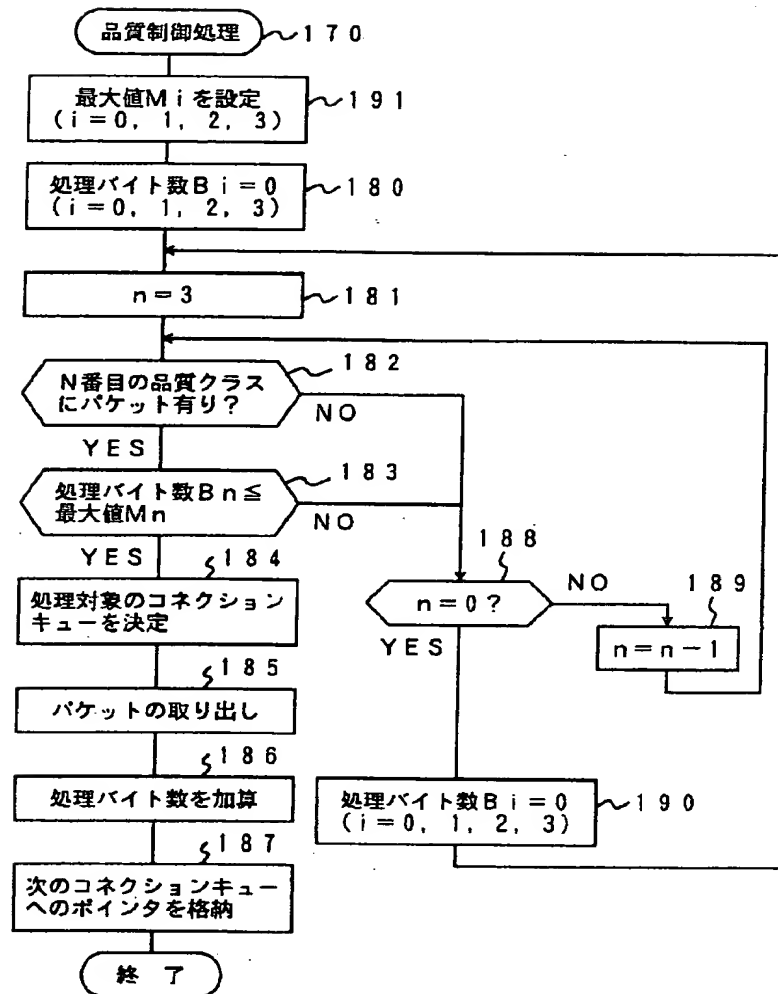 品質制御処理
170
最大値Miを設定
(i=0, 1, 2, 3)
191
処理バイト数Bi=0
(i=0, 1, 2, 3)
180
n=3
181
N番目の品質クラス
にパケット有り?
182
NO
YES
処理バイト数Bn≦
最大値Mn
183
NO
YES
184
処理対象のコネクション
キューを決定
185
パケットの取り出し
186
処理バイト数を加算
187
次のコネクションキュー
へのポインタを格納
終 了
188
n=0?
NO
YES
189
n=n-1
処理バイト数Bi=0
(i=0, 1, 2, 3)
190